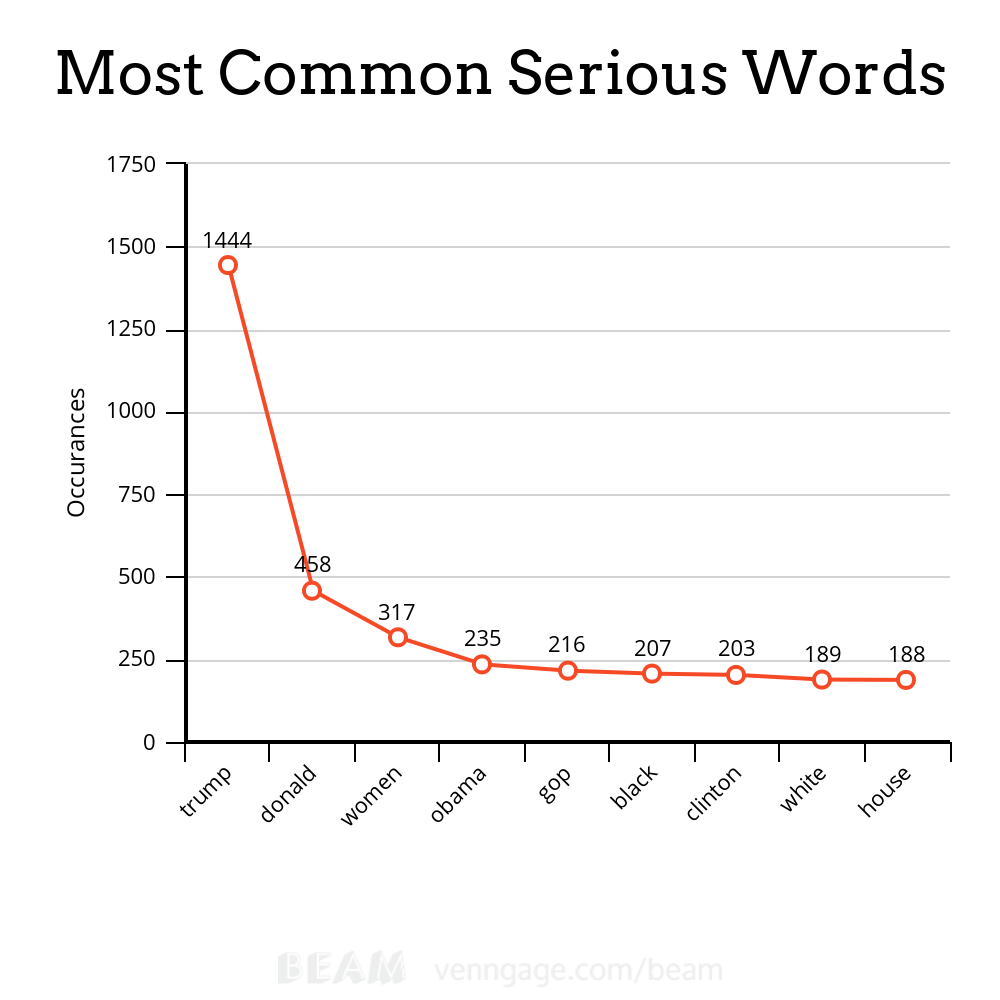 Most Common Serious Words
1750
1500
1250
1000
750
500
250
0
Occurances
1444
458
317
235
216
207
203
189
188
trump
donald
women
obama
gop
black
clinton
white
house
BEAM venngage.com/beam